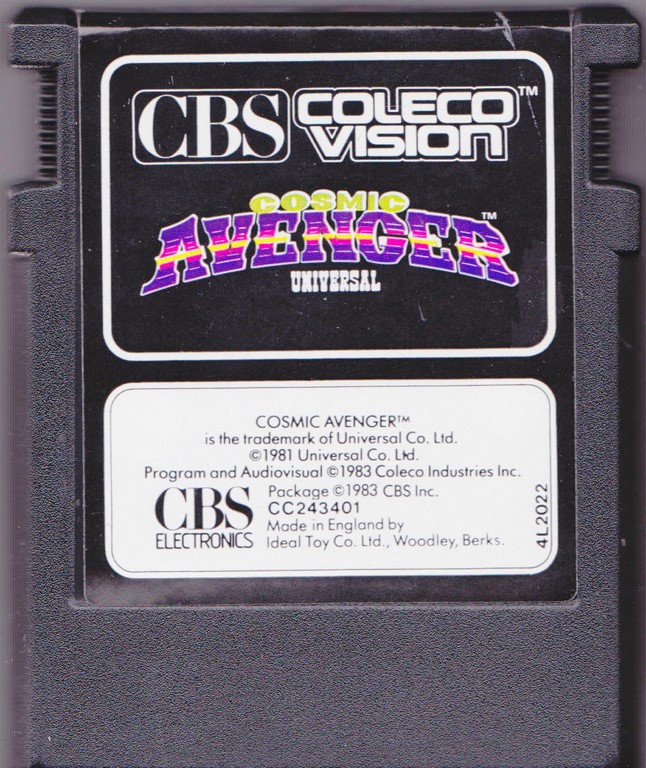 CBS COLECO VISION™
COSMIC
AVENGER™
UNIVERSAL
COSMIC AVENGER™
is the trademark of Universal Co. Ltd.
©1981 Universal Co. Ltd.
Program and Audiovisual ©1983 Coleco Industries Inc.
CBS ELECTRONICS
Package ©1983 CBS Inc.
CC243401
Made in England by
Ideal Toy Co. Ltd., Woodley, Berks.
4L2022